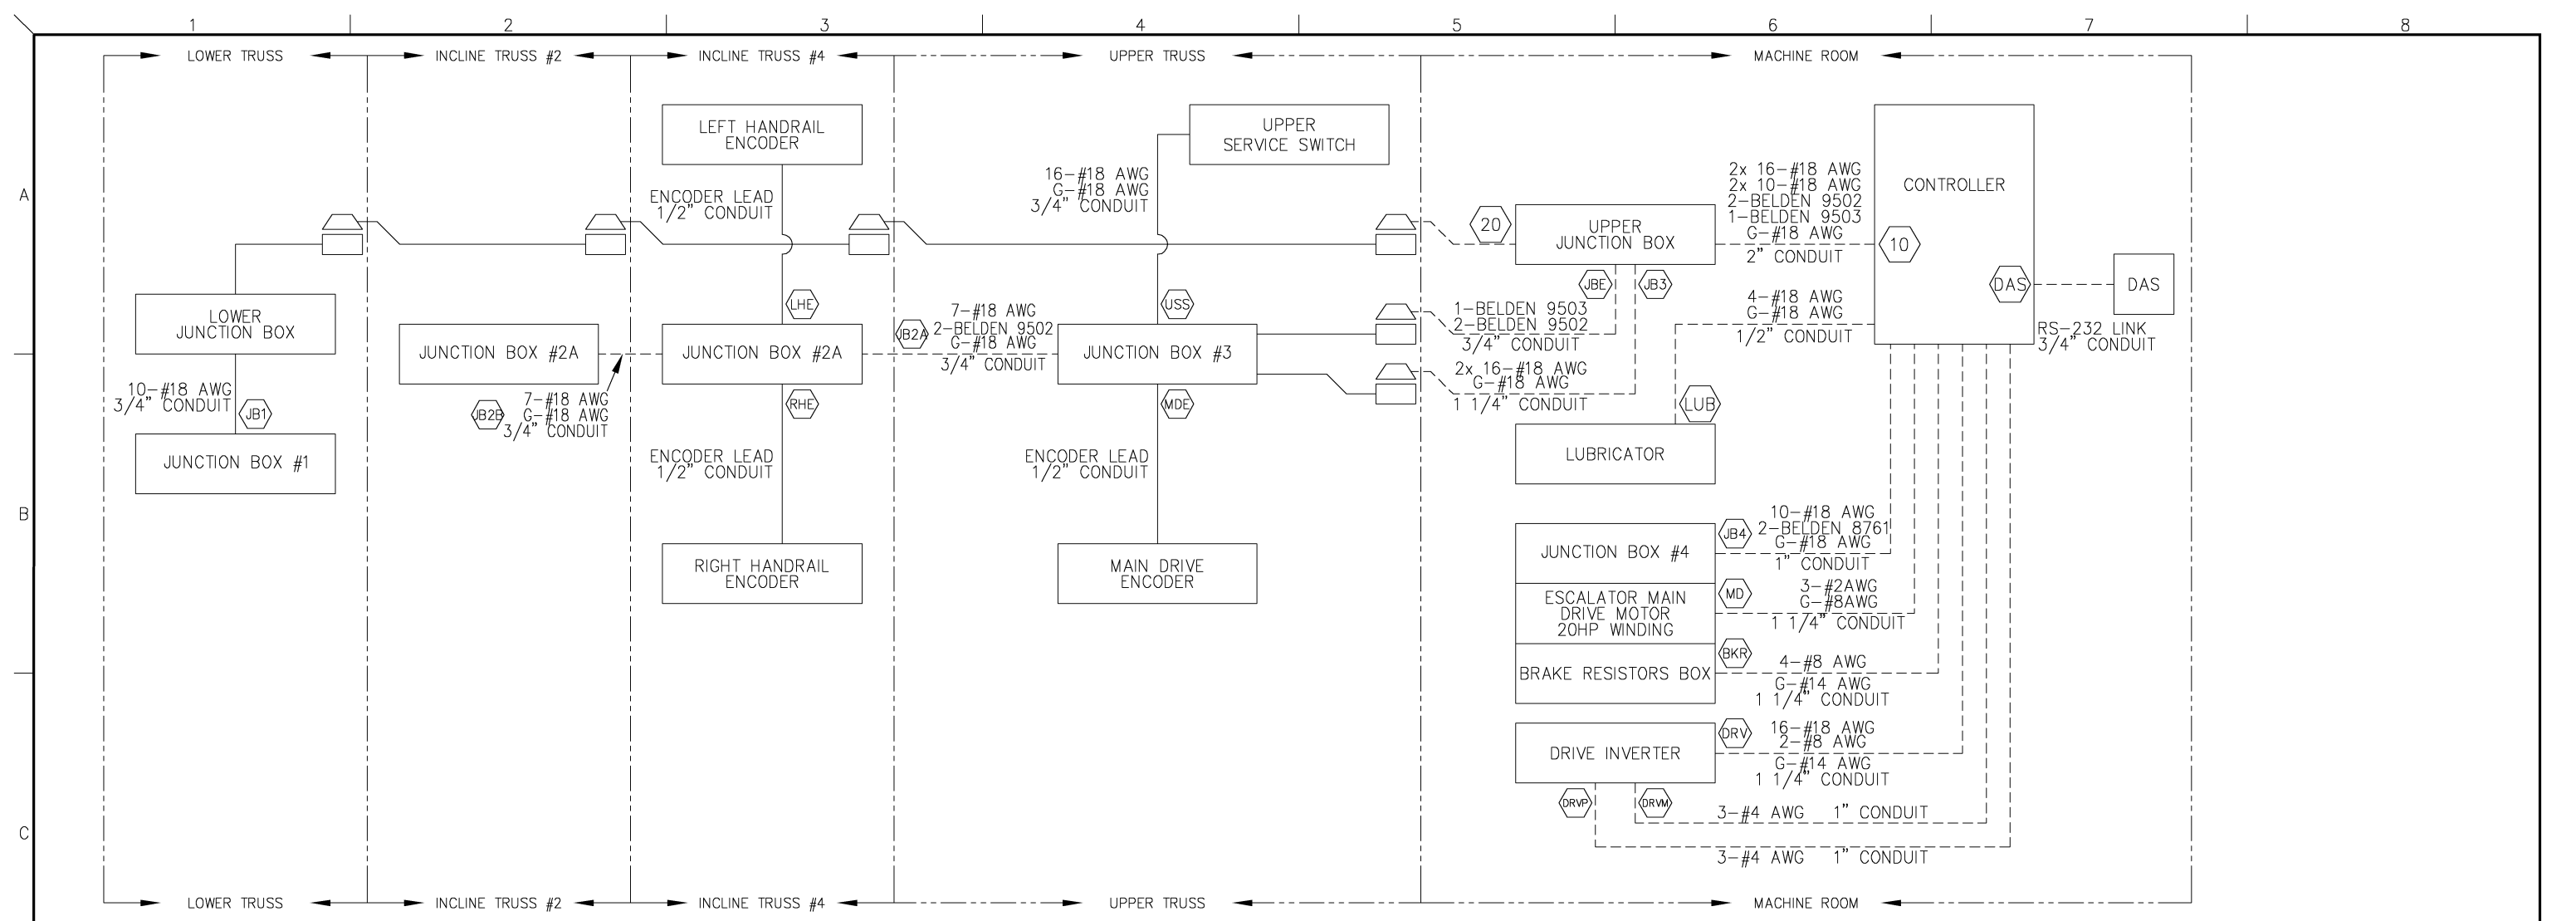 1 2 3 4 5 6 7 8
LOWER TRUSS
INCLINE TRUSS #2
INCLINE TRUSS #4
UPPER TRUSS
MACHINE ROOM
A
B
C
LOWER
JUNCTION BOX
10-#18 AWG
3/4" CONDUIT
JB1
JUNCTION BOX #1
JUNCTION BOX #2A
JB2B
7-#18 AWG
G-#18 AWG
3/4" CONDUIT
LEFT HANDRAIL
ENCODER
ENCODER LEAD
1/2" CONDUIT
LHE
JUNCTION BOX #2A
RHE
ENCODER LEAD
1/2" CONDUIT
RIGHT HANDRAIL
ENCODER
JB2A
7-#18 AWG
2-BELDEN 9502
G-#18 AWG
3/4" CONDUIT
UPPER
SERVICE SWITCH
16-#18 AWG
G-#18 AWG
3/4" CONDUIT
USS
JUNCTION BOX #3
MDE
ENCODER LEAD
1/2" CONDUIT
MAIN DRIVE
ENCODER
20
UPPER
JUNCTION BOX
JBE
JB3
1-BELDEN 9503
2-BELDEN 9502
3/4" CONDUIT
2x 16-#18 AWG
G-#18 AWG
1 1/4" CONDUIT
2x 16-#18 AWG
2x 10-#18 AWG
2-BELDEN 9502
1-BELDEN 9503
G-#18 AWG
2" CONDUIT
CONTROLLER
10
DAS
DAS
RS-232 LINK
3/4" CONDUIT
4-#18 AWG
G-#18 AWG
1/2" CONDUIT
LUB
LUBRICATOR
JUNCTION BOX #4
JB4
10-#18 AWG
2-BELDEN 8761
G-#18 AWG
1" CONDUIT
ESCALATOR MAIN
DRIVE MOTOR
20HP WINDING
MD
3-#2AWG
G-#8AWG
1 1/4" CONDUIT
BRAKE RESISTORS BOX
BKR
4-#8 AWG
G-#14 AWG
1 1/4" CONDUIT
DRIVE INVERTER
DRV
16-#18 AWG
2-#8 AWG
G-#14 AWG
1 1/4" CONDUIT
DRVP
DRVM
3-#4 AWG 1" CONDUIT
3-#4 AWG 1" CONDUIT
LOWER TRUSS
INCLINE TRUSS #2
INCLINE TRUSS #4
UPPER TRUSS
MACHINE ROOM